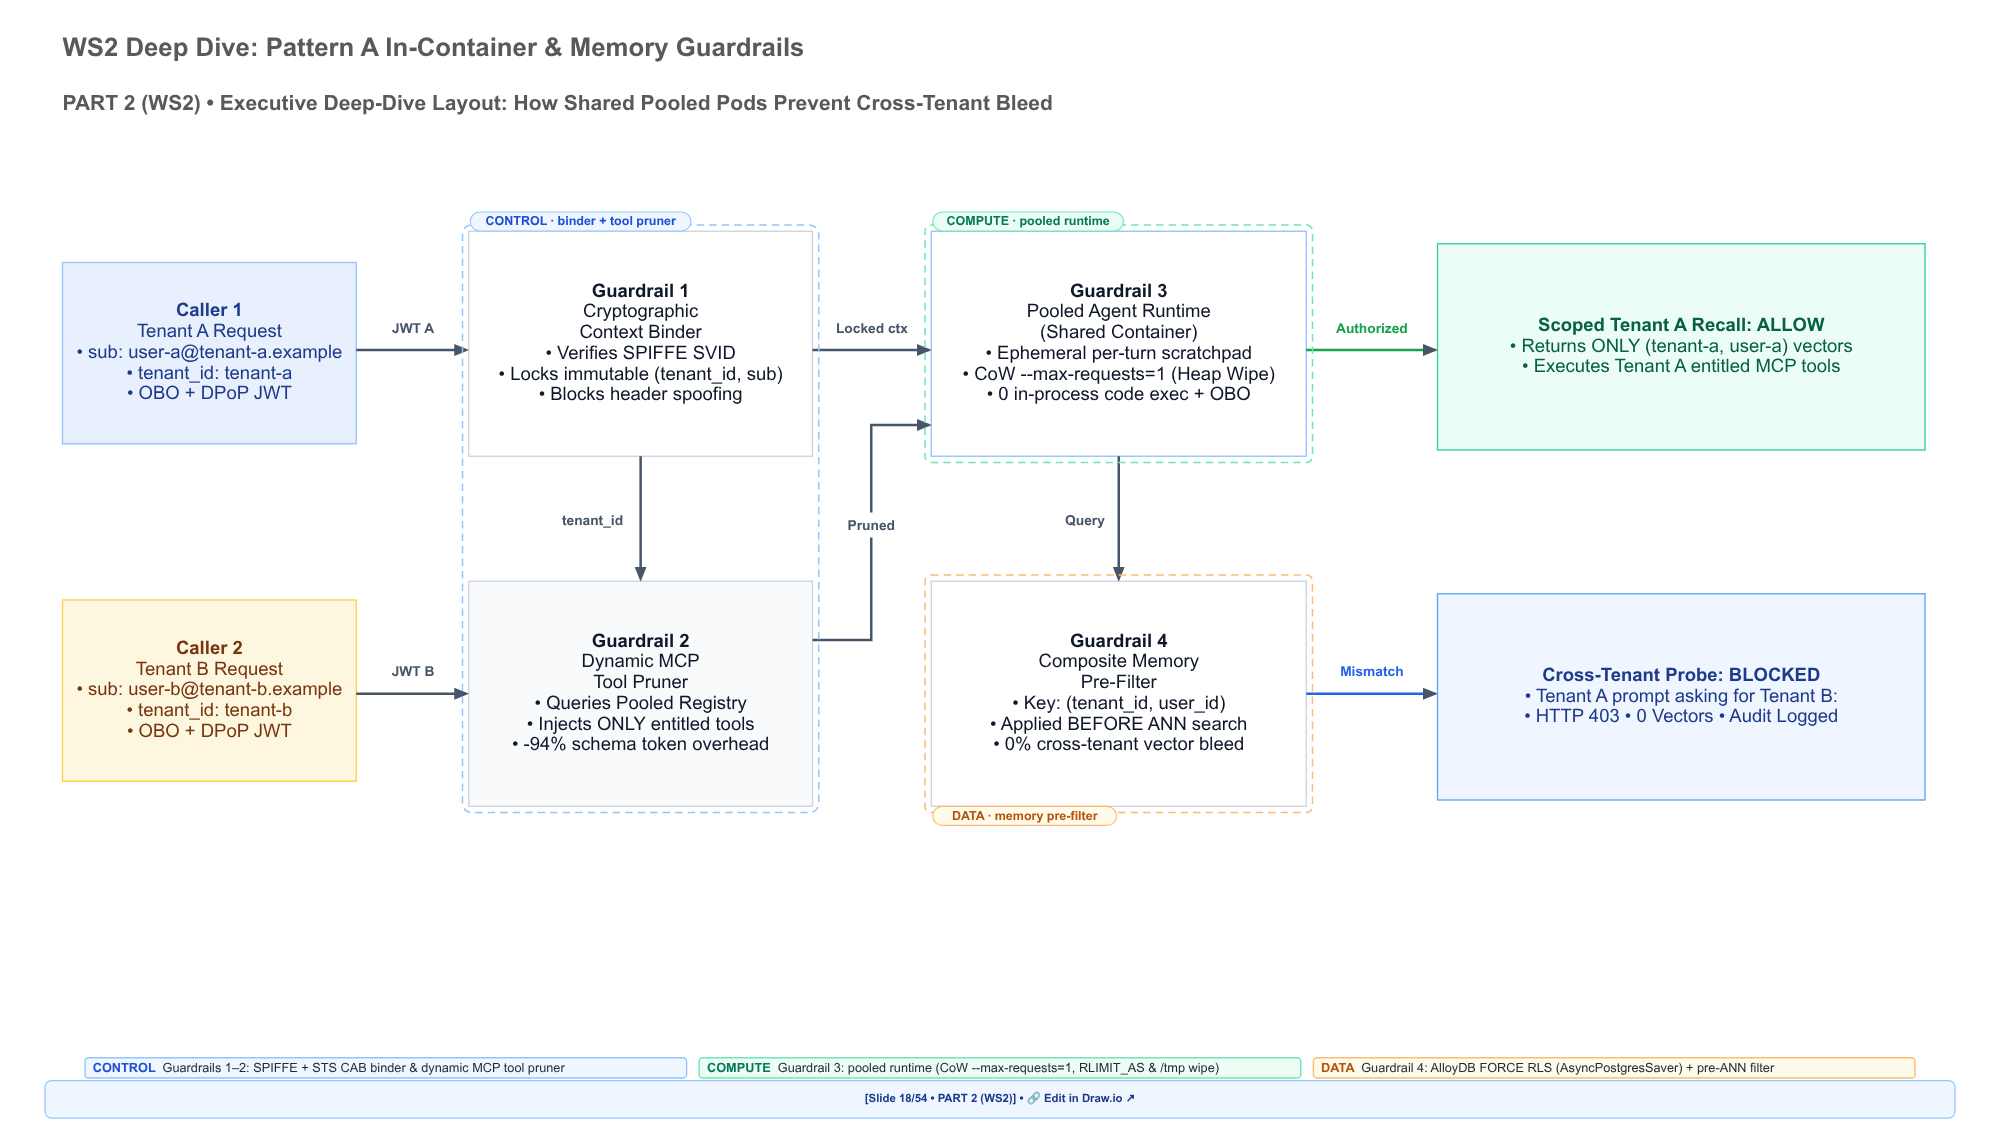 WS2 Deep Dive: Pattern A In-Container & Memory Guardrails
PART 2 (WS2) • Executive Deep-Dive Layout: How Shared Pooled Pods Prevent Cross-Tenant Bleed
CONTROL · binder + tool pruner
COMPUTE · pooled runtime
Caller 1
Tenant A Request
• sub: user-a@tenant-a.example
• tenant_id: tenant-a
• OBO + DPoP JWT
JWT A
Guardrail 1
Cryptographic
Context Binder
• Verifies SPIFFE SVID
• Locks immutable (tenant_id, sub)
• Blocks header spoofing
Locked ctx
Guardrail 3
Pooled Agent Runtime
(Shared Container)
• Ephemeral per-turn scratchpad
• CoW --max-requests=1 (Heap Wipe)
• 0 in-process code exec + OBO
Authorized
Scoped Tenant A Recall: ALLOW
• Returns ONLY (tenant-a, user-a) vectors
• Executes Tenant A entitled MCP tools
tenant_id
Pruned
Query
Caller 2
Tenant B Request
• sub: user-b@tenant-b.example
• tenant_id: tenant-b
• OBO + DPoP JWT
JWT B
Guardrail 2
Dynamic MCP
Tool Pruner
• Queries Pooled Registry
• Injects ONLY entitled tools
• -94% schema token overhead
Guardrail 4
Composite Memory
Pre-Filter
• Key: (tenant_id, user_id)
• Applied BEFORE ANN search
• 0% cross-tenant vector bleed
Mismatch
Cross-Tenant Probe: BLOCKED
• Tenant A prompt asking for Tenant B:
• HTTP 403 • 0 Vectors • Audit Logged
DATA · memory pre-filter
CONTROL Guardrails 1–2: SPIFFE + STS CAB binder & dynamic MCP tool pruner
COMPUTE Guardrail 3: pooled runtime (CoW --max-requests=1, RLIMIT_AS & /tmp wipe)
DATA Guardrail 4: AlloyDB FORCE RLS (AsyncPostgresSaver) + pre-ANN filter
[Slide 18/54 • PART 2 (WS2)] • 🔗 Edit in Draw.io ↗